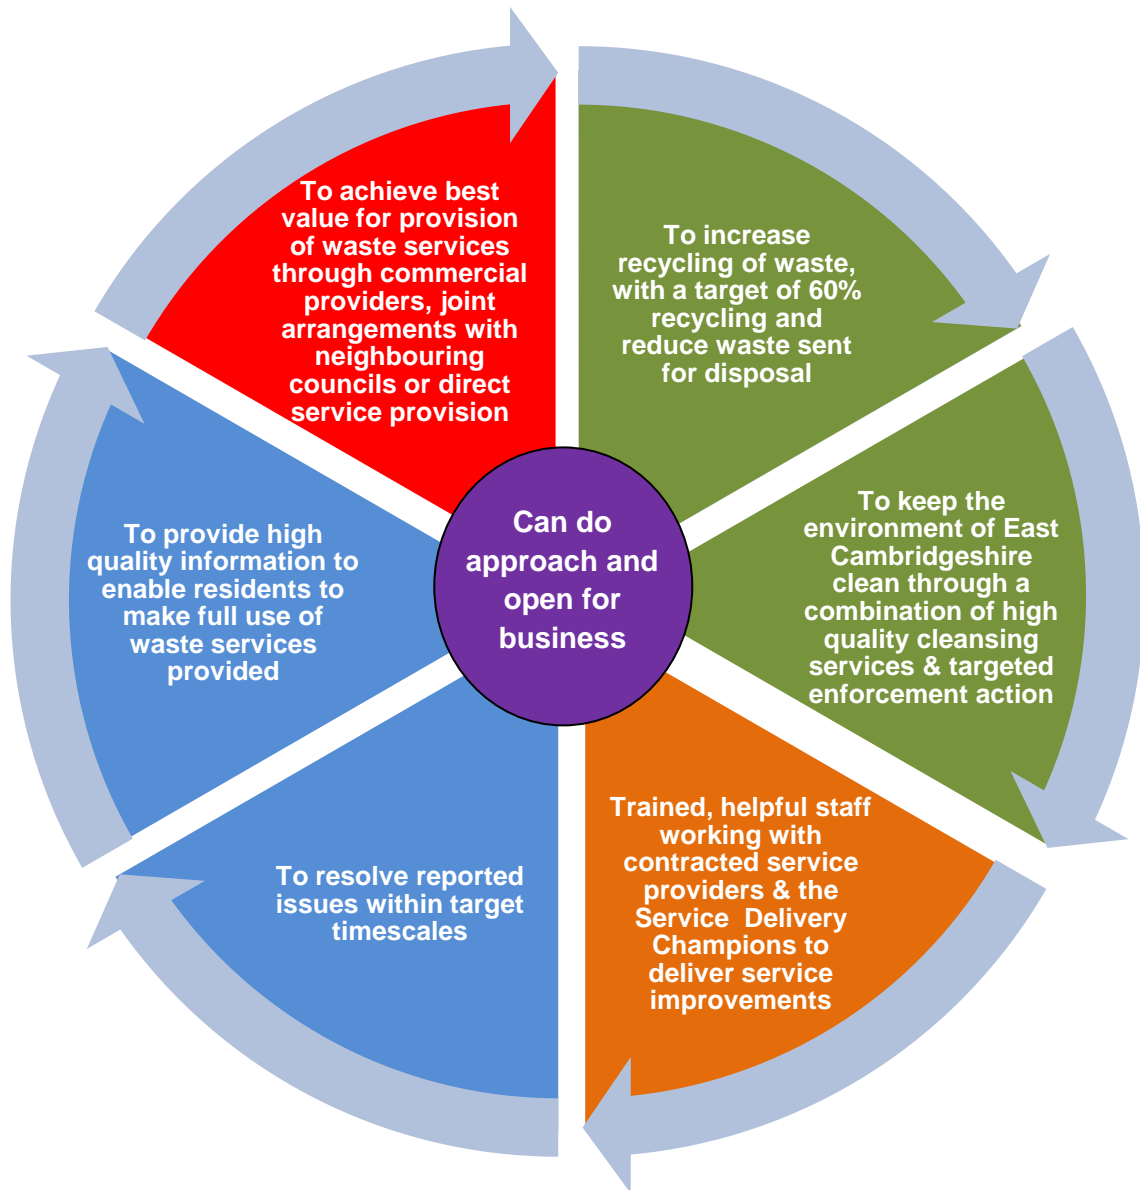 To achieve best
value for provision
of waste services
through commercial
providers, joint
arrangements with
neighbouring
councils or direct
service provision
To increase
recycling of waste,
with a target of 60%
recycling and
reduce waste sent
for disposal
To provide high
quality information to
enable residents to
make full use of
waste services
provided
Can do
approach and
open for
business
To keep the
environment of East
Cambridgeshire
clean through a
combination of high
quality cleansing
services & targeted
enforcement action
To resolve reported
issues within target
timescales
Trained, helpful staff
working with
contracted service
providers & the
Service  Delivery
Champions to
deliver service
improvements